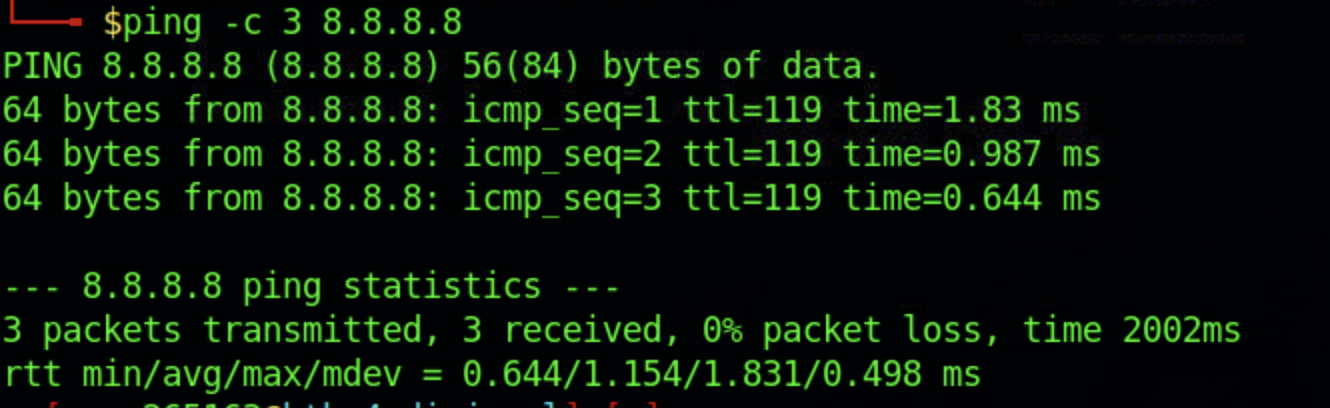 $ping -c 3 8.8.8.8
PING 8.8.8.8 (8.8.8.8) 56(84) bytes of data.
64 bytes from 8.8.8.8: icmp_seq=1 ttl=119 time=1.83 ms
64 bytes from 8.8.8.8: icmp_seq=2 ttl=119 time=0.987 ms
64 bytes from 8.8.8.8: icmp_seq=3 ttl=119 time=0.644 ms
--- 8.8.8.8 ping statistics ---
3 packets transmitted, 3 received, 0% packet loss, time 2002ms
rtt min/avg/max/mdev = 0.644/1.154/1.831/0.498 ms